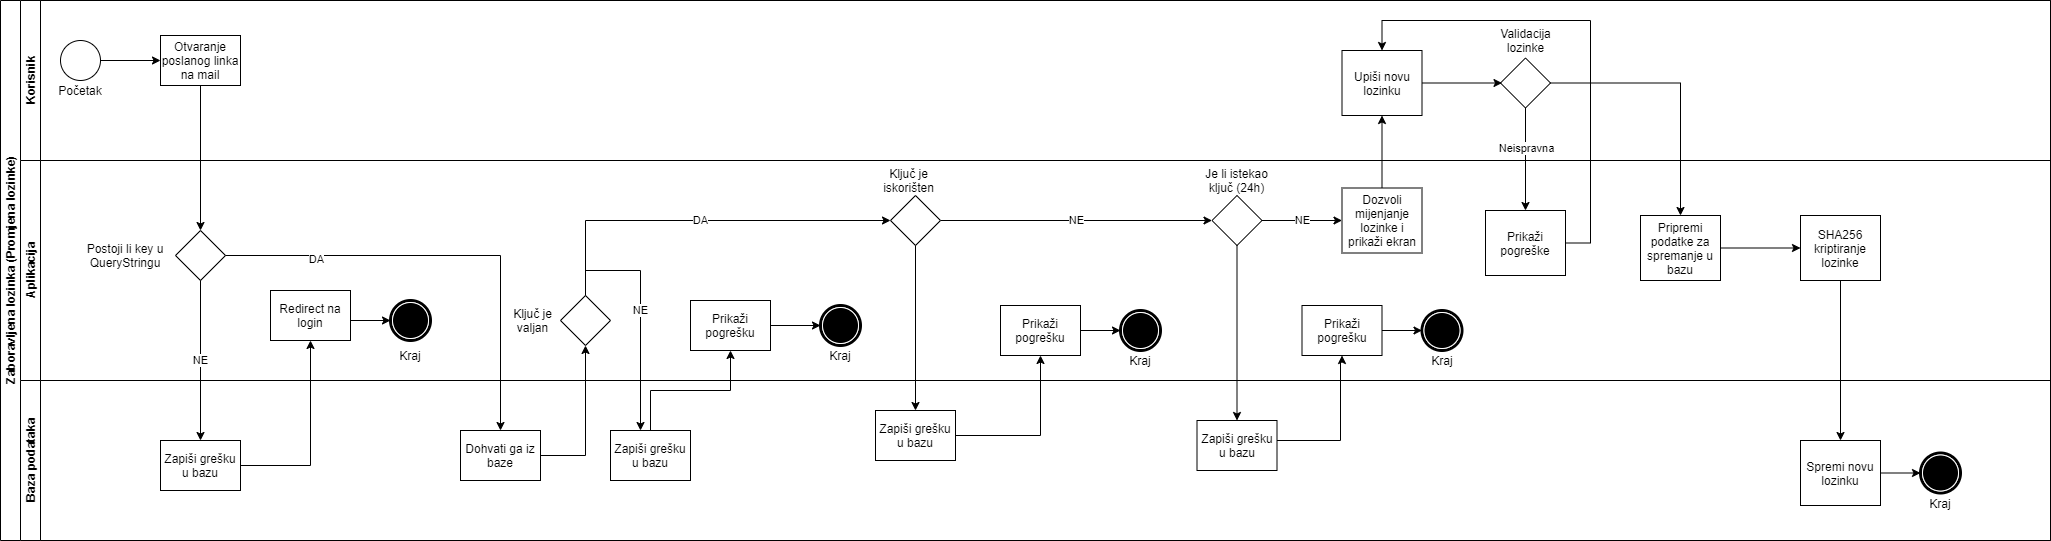 Zaboravljena lozinka (Promjena lozinke)
Korisnik
Početak
Otvaranje
poslanog linka
na mail
Upiši novu
lozinku
Validacija
lozinke
Neispravna
Aplikacija
Postoji li key u
QueryStringu
DA
NE
Redirect na
login
Kraj
Ključ je
valjan
DA
NE
Prikaži
pogrešku
Kraj
Ključ je
iskorišten
NE
Prikaži
pogrešku
Kraj
Je li istekao
ključ (24h)
NE
Prikaži
pogrešku
Kraj
Dozvoli
mijenjanje
lozinke i
prikaži ekran
Prikaži
pogreške
Pripremi
podatke za
spremanje u
bazu
SHA256
kriptiranje
lozinke
Baza podataka
Zapiši grešku
u bazu
Dohvati ga iz
baze
Zapiši grešku
u bazu
Zapiši grešku
u bazu
Zapiši grešku
u bazu
Spremi novu
lozinku
Kraj